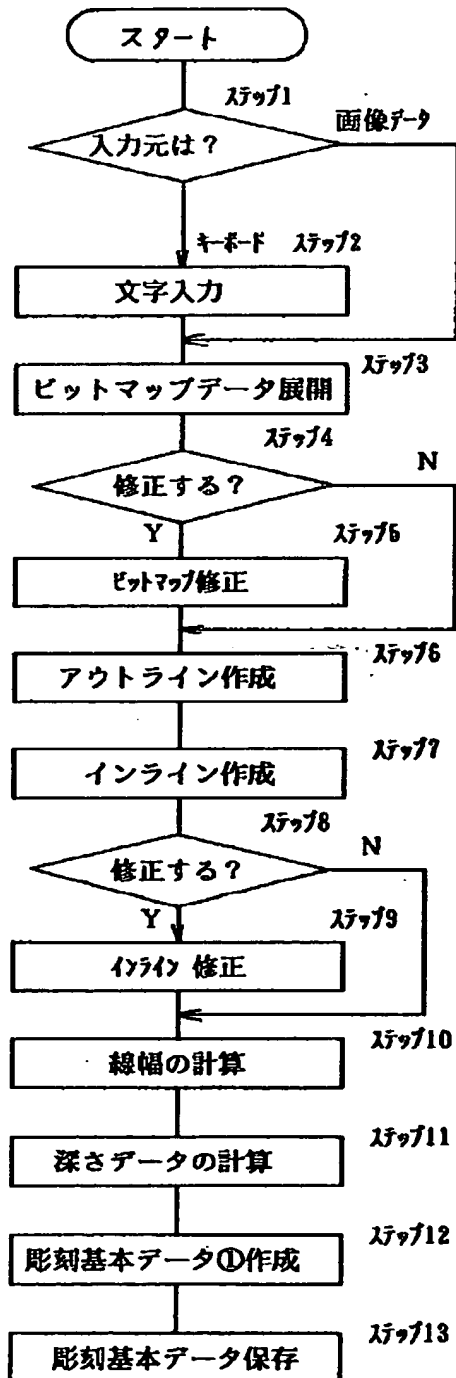 スタート
ステップ1
入力元は？
画像データ
キーボード ステップ2
文字入力
ステップ3
ビットマップデータ展開
ステップ4
修正する？
N
Y
ステップ5
ビットマップ修正
ステップ6
アウトライン作成
ステップ7
インライン作成
ステップ8
修正する？
N
Y
ステップ9
インライン 修正
ステップ10
線幅の計算
ステップ11
深さデータの計算
ステップ12
彫刻基本データ①作成
ステップ13
彫刻基本データ保存